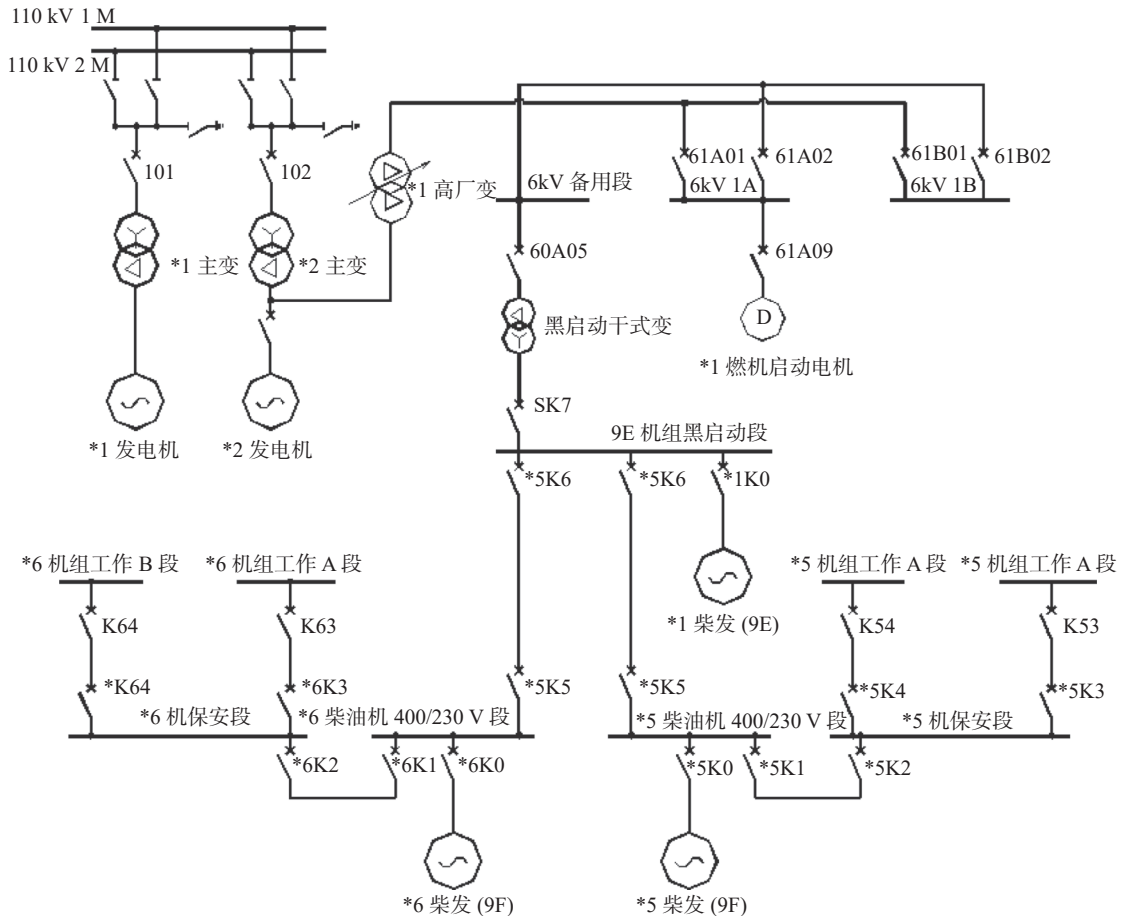 110 kV 1 M
110 kV 2 M
101
102
*1 高厂变
61A01
61A02
61B01
61B02
6kV 备用段
6kV 1A
6kV 1B
*1 主变
*2 主变
60A05
61A09
黑启动干式变
D
*1 燃机启动电机
SK7
*1 发电机
*2 发电机
9E 机组黑启动段
*5K6
*5K6
*1K0
*6 机组工作 B 段
*6 机组工作 A 段
*5 机组工作 A 段
*5 机组工作 A 段
K64
K63
*1 柴发 (9E)
K54
K53
*K64
*6K3
*5K5
*5K5
*5K4
*5K3
*6 机保安段
*6 柴油机 400/230 V 段
*5 柴油机 400/230 V 段
*5 机保安段
*6K2
*6K1
*6K0
*5K0
*5K1
*5K2
*6 柴发 (9F)
*5 柴发 (9F)